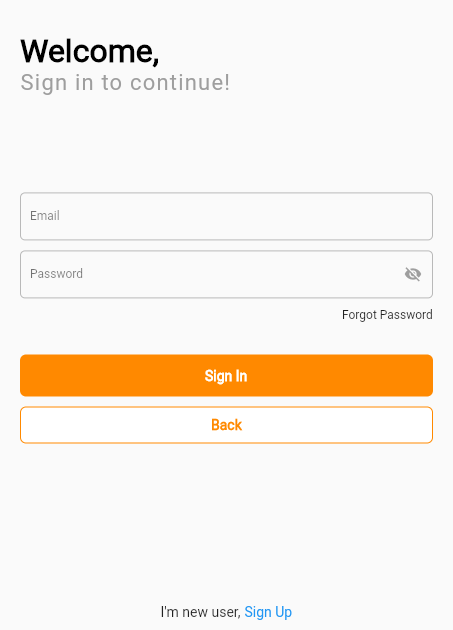 Welcome,
Sign in to continue!
Email
Password
Forgot Password
Sign In
Back
I'm new user, Sign Up